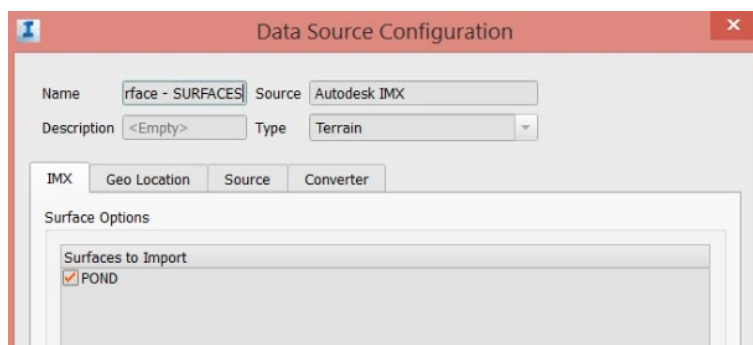 Data Source Configuration
Name rface - SURFACES Source Autodesk IMX
Description <Empty> Type Terrain
IMX Geo Location Source Converter
Surface Options
Surfaces to Import
POND